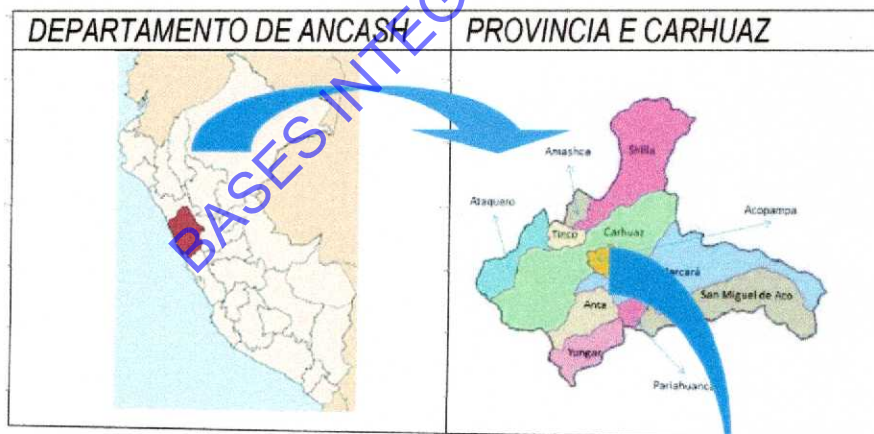 DEPARTAMENTO DE ANCASH
PROVINCIA E CARHUAZ
BASES INTEG
Shilla
Amashca
Ataquero
Acopampa
Tinco
Carhuaz
Marcará
San Miguel de Aco
Anta
Yungar
Pariahuanca